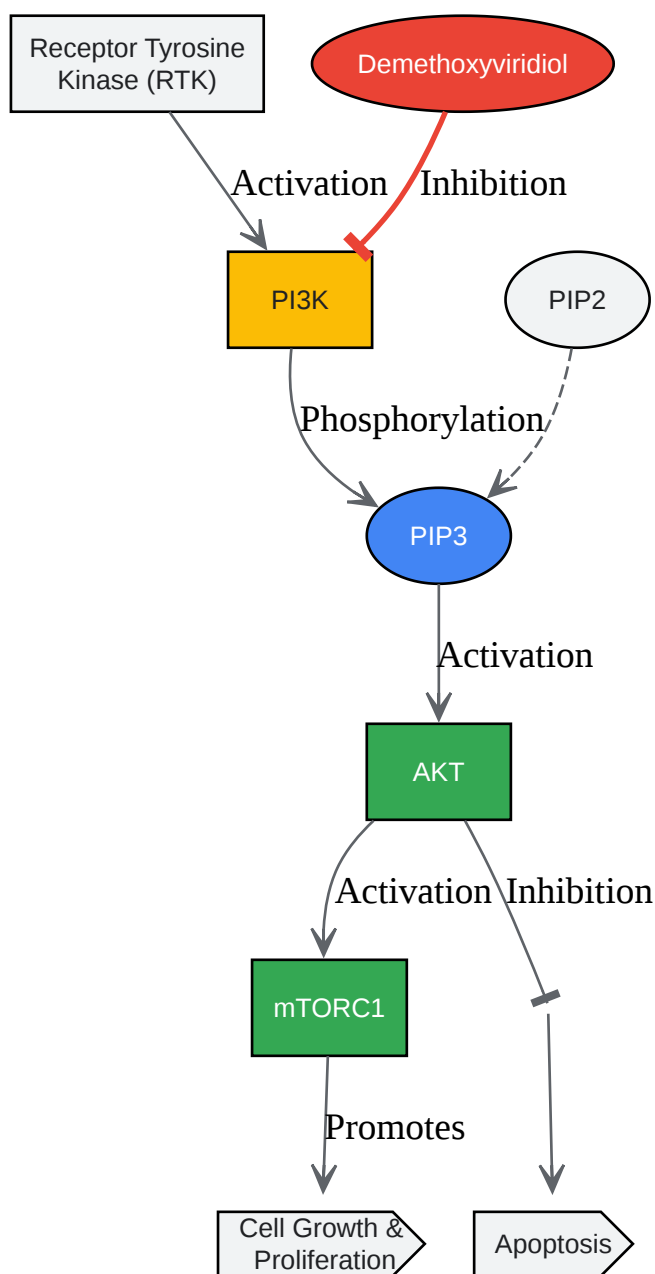 Receptor Tyrosine
Kinase (RTK)
Demethoxyviridiol
Activation
Inhibition
PI3K
PIP2
Phosphorylation
PIP3
Activation
AKT
Activation
Inhibition
mTORC1
Promotes
Cell Growth &
Proliferation
Apoptosis